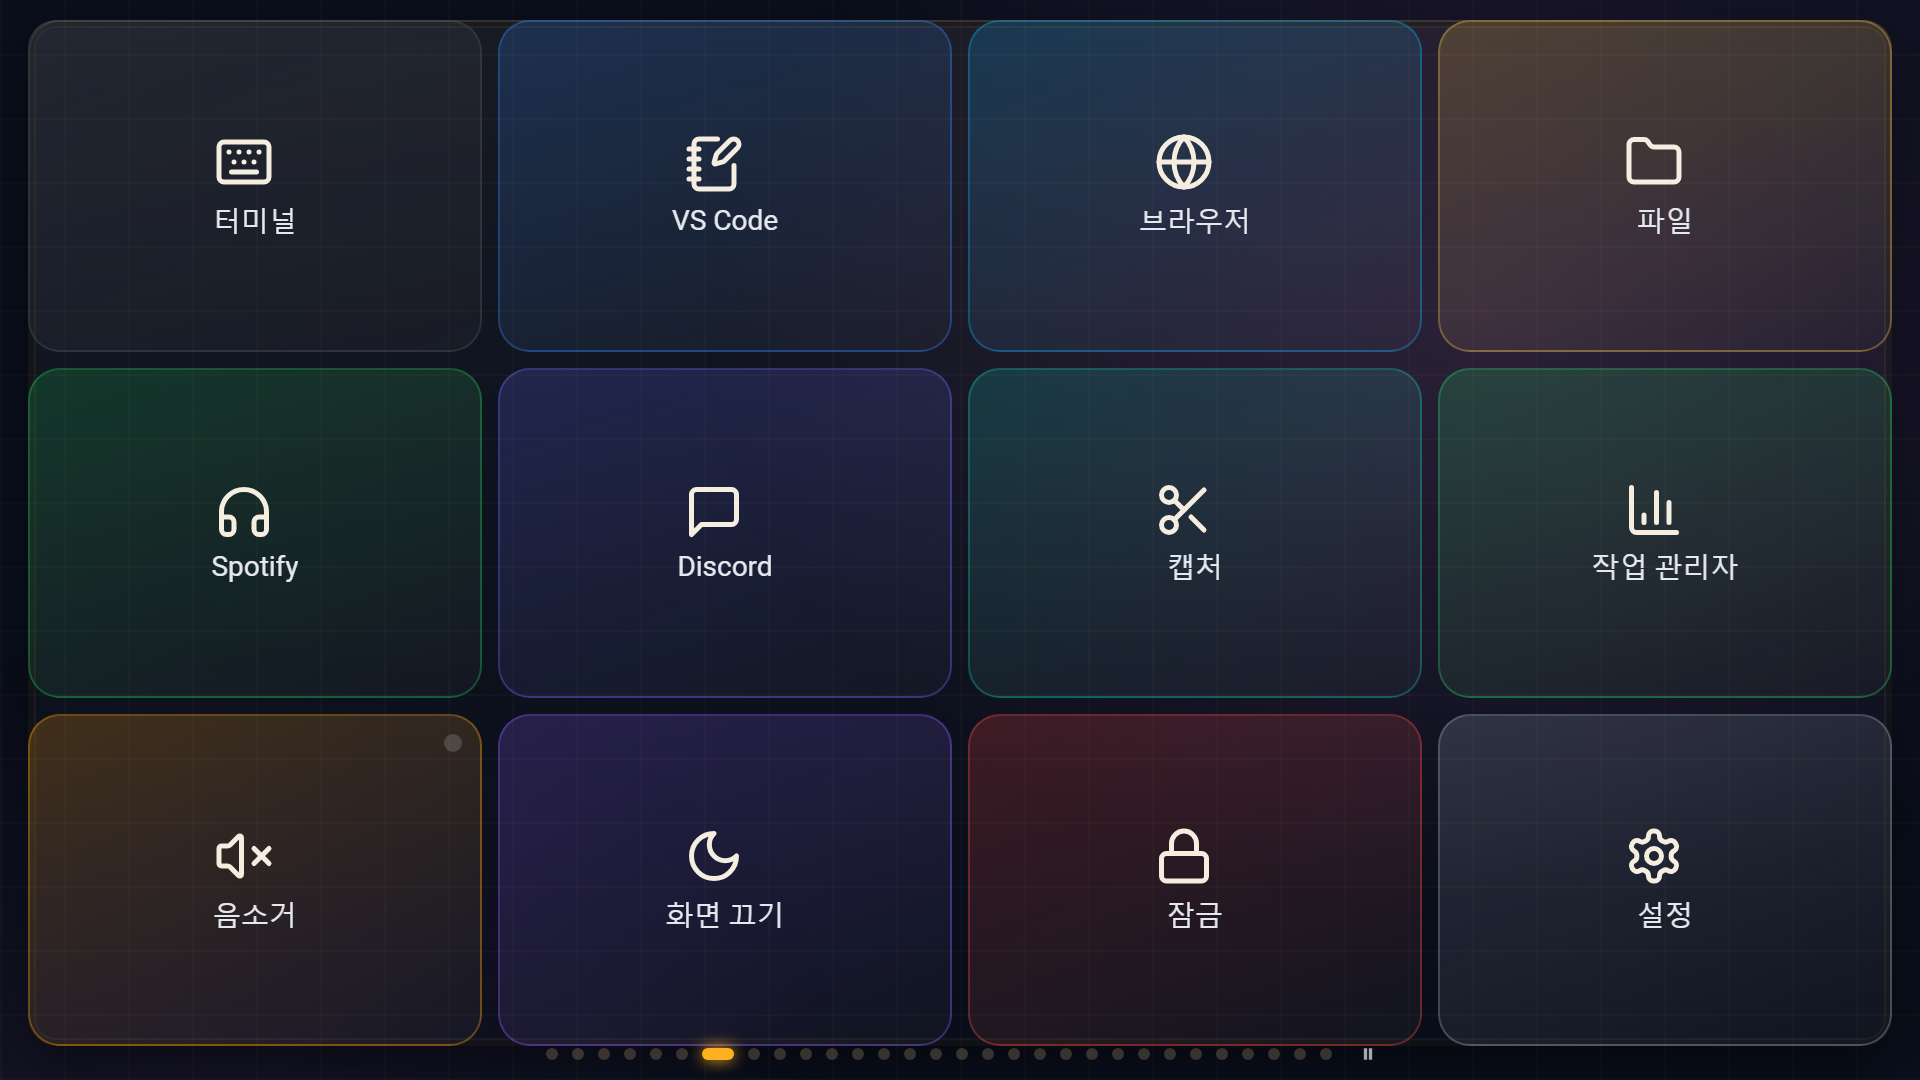 터미널
VS Code
브라우저
파일
Spotify
Discord
캡처
작업 관리자
음소거
화면 끄기
잠금
설정